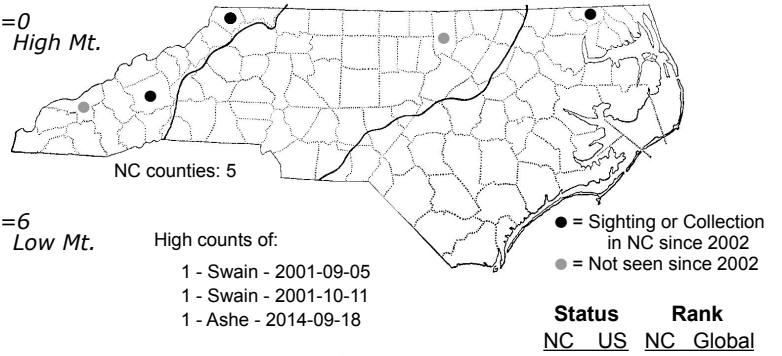 =0
High Mt.
NC counties: 5
=6
Low Mt.
High counts of:
1 - Swain - 2001-09-05
1 - Swain - 2001-10-11
1 - Ashe - 2014-09-18
= Sighting or Collection
in NC since 2002
= Not seen since 2002
Status Rank
NC US NC Global